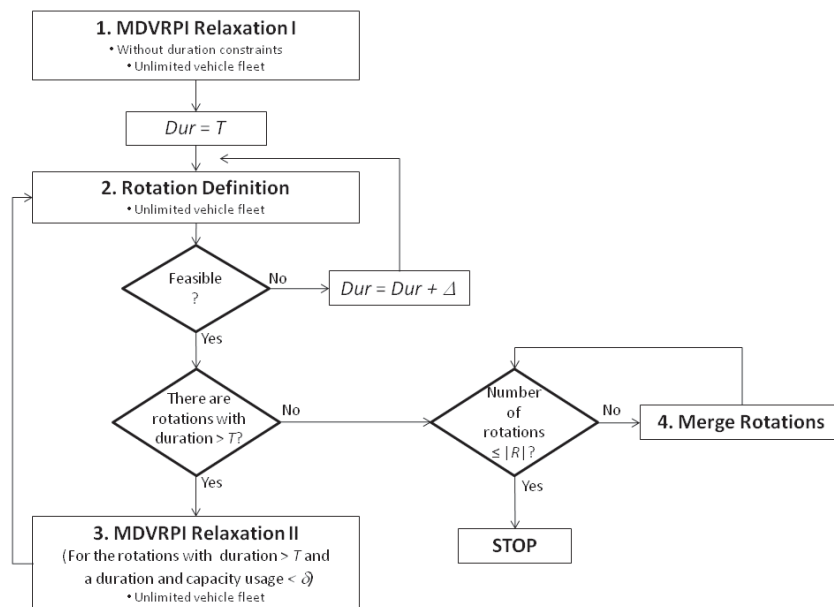 1. MDVRPI Relaxation I
• Without duration constraints
• Unlimited vehicle fleet
Dur = T
2. Rotation Definition
• Unlimited vehicle fleet
Feasible
?
No
Dur = Dur + Δ
Yes
There are
rotations with
duration > T?
No
Number
of
rotations
≤ |R| ?
No
4. Merge Rotations
Yes
Yes
3. MDVRPI Relaxation II
(For the rotations with duration > T and
a duration and capacity usage < δ)
• Unlimited vehicle fleet
STOP